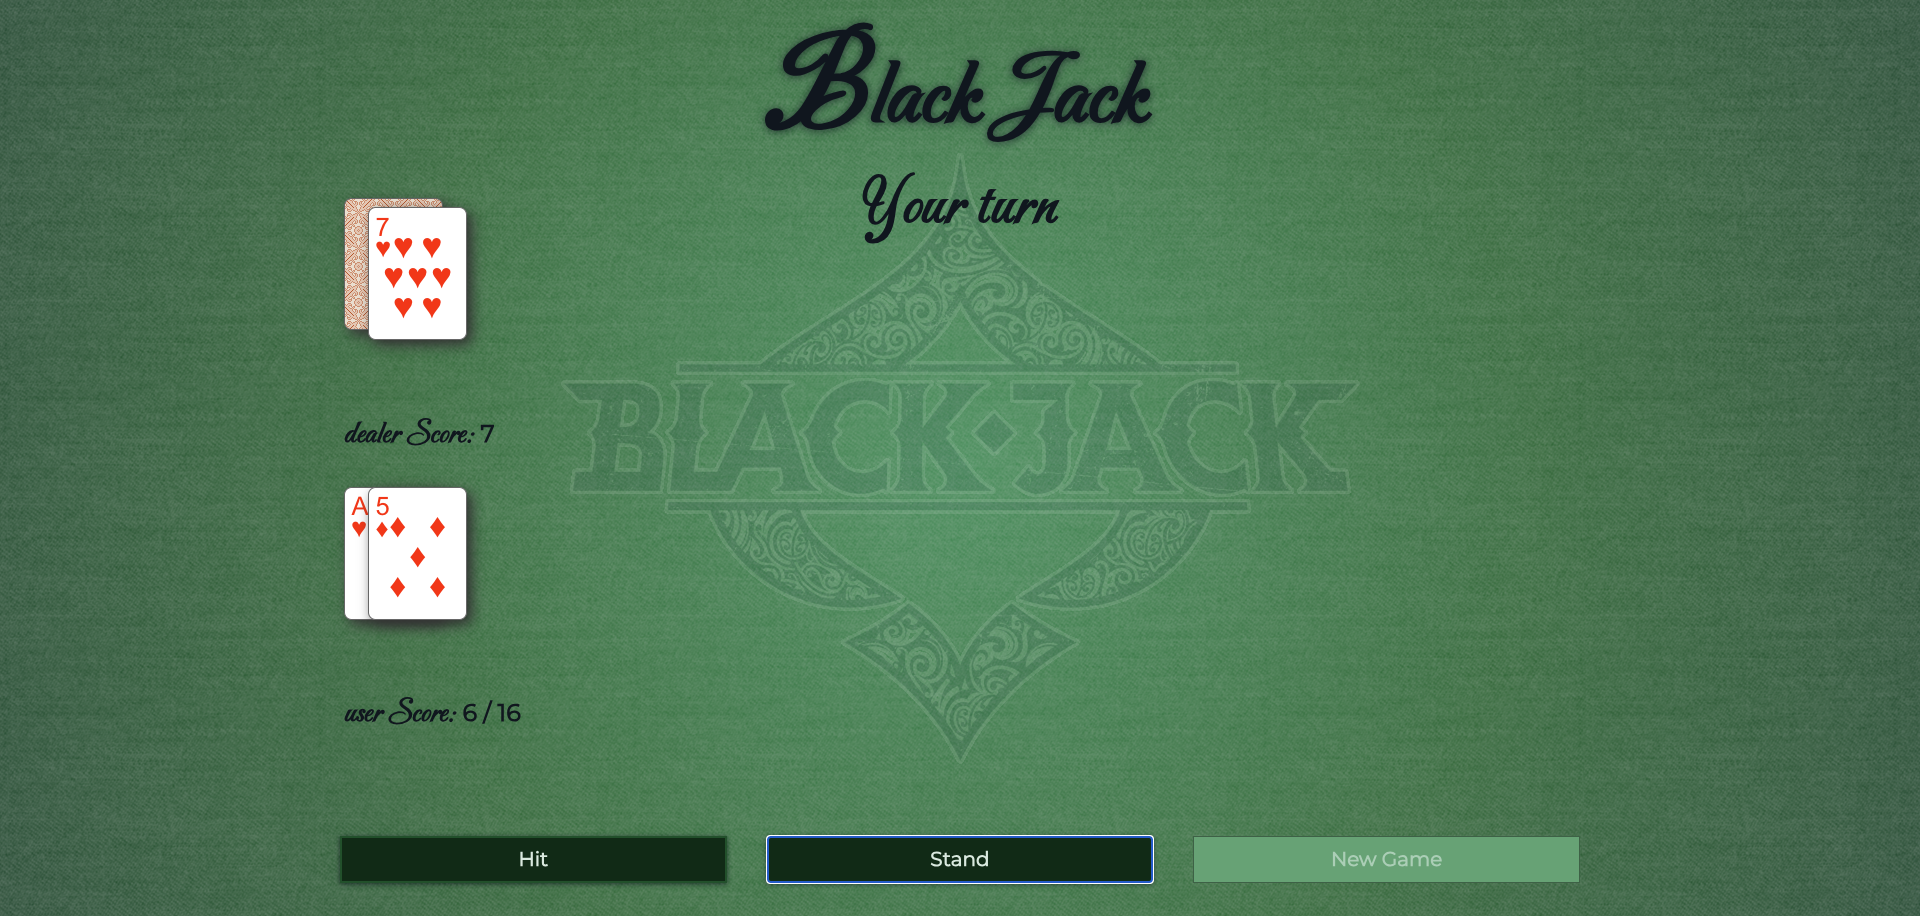 Black Jack
Your turn
7
dealer Score: 7
BLACK JACK
A 5
user Score: 6 / 16
Hit
Stand
New Game